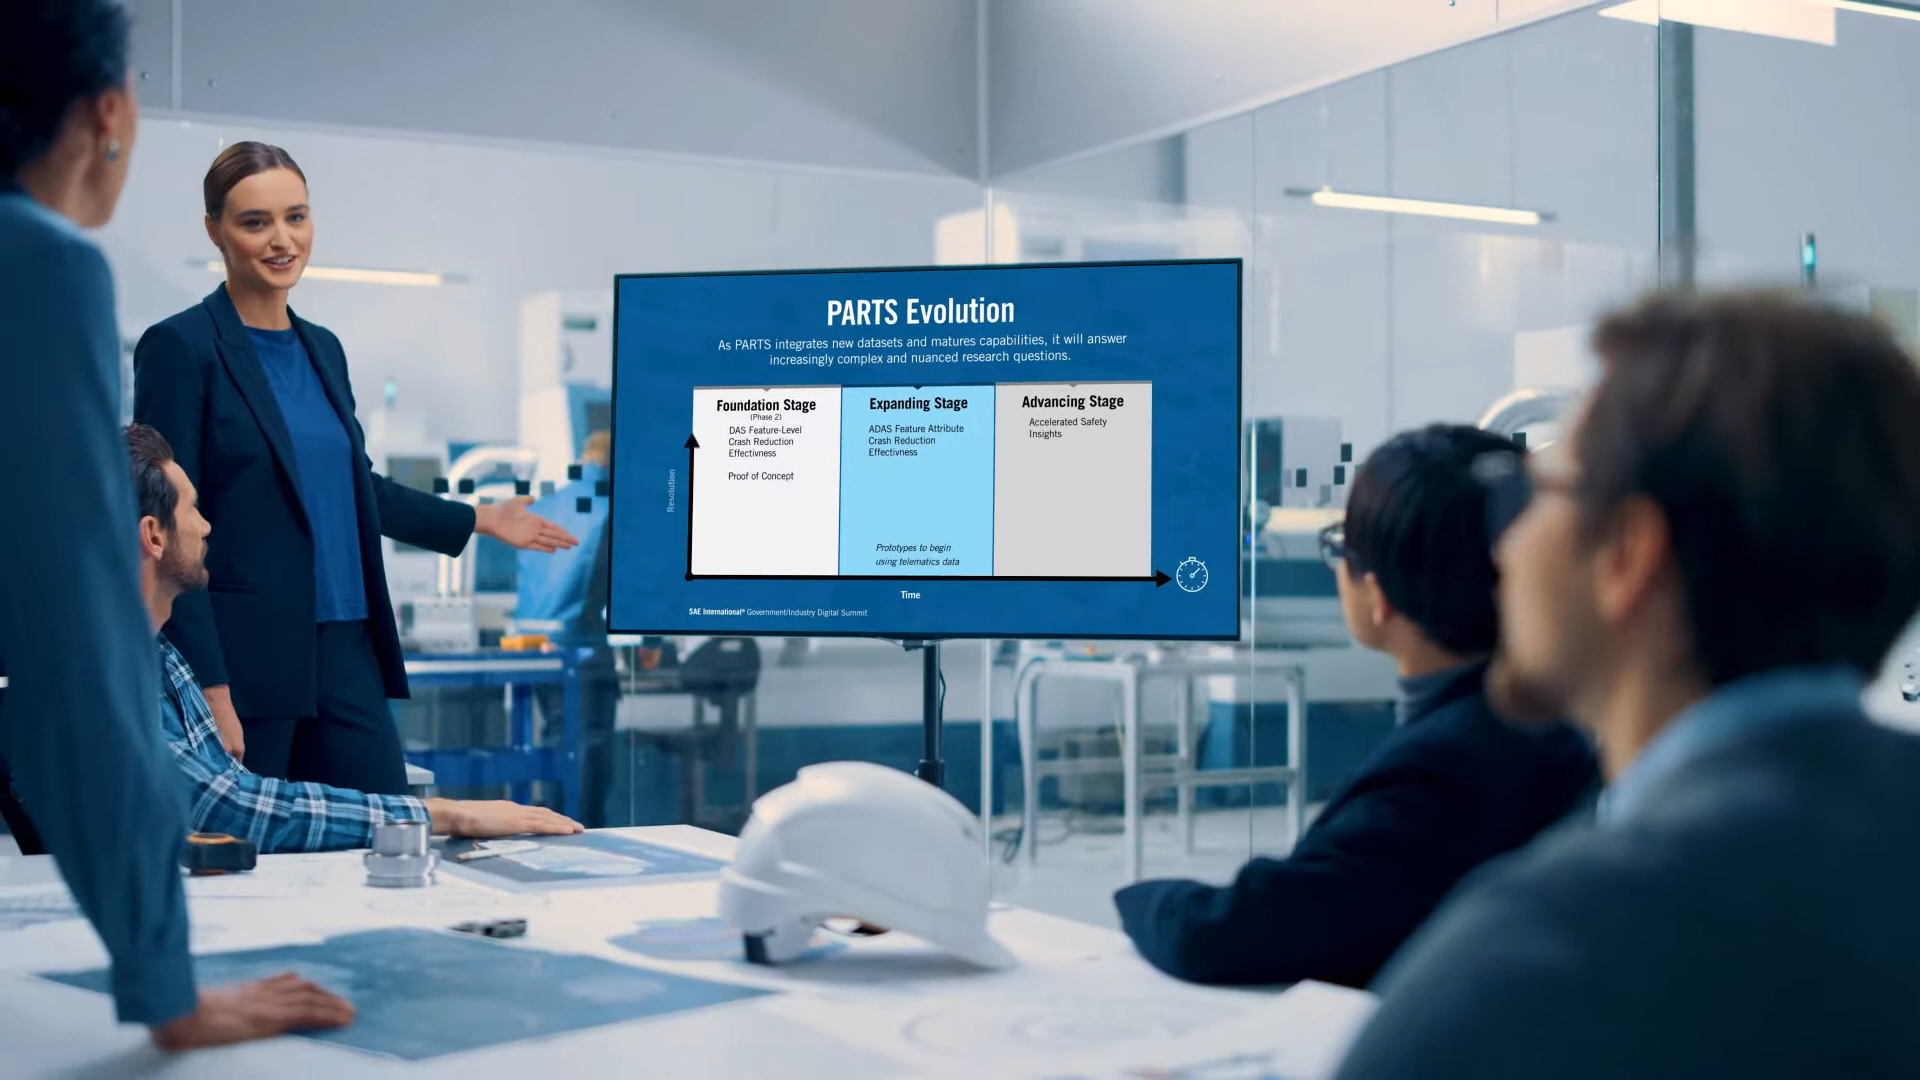 PARTS Evolution
As PARTS integrates new datasets and matures capabilities, it will answer
increasingly complex and nuanced research questions.
Foundation Stage
(Phase 2)
DAS Feature-Level
Crash Reduction
Effectivness
Proof of Concept
Expanding Stage
ADAS Feature Attribute
Crash Reduction
Effectivness
Prototypes to begin
using telematics data
Advancing Stage
Accelerated Safety
Insights
Resolution
Time
SAE International® Government/Industry Digital Summit